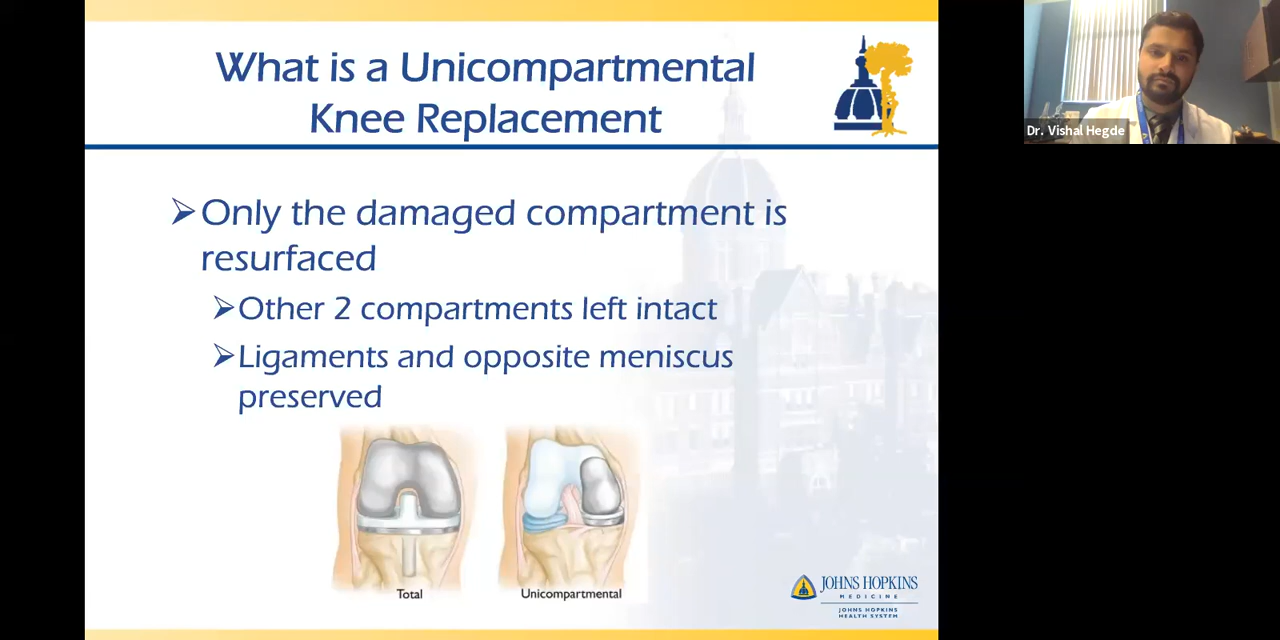 What is a Unicompartmental
Knee Replacement
Only the damaged compartment is
resurfaced
Other 2 compartments left intact
Ligaments and opposite meniscus
preserved
Total
Unicompartmental
JOHNS HOPKINS
MEDICINE
JOHNS HOPKINS
HEALTH SYSTEM
Dr. Vishal Hegde